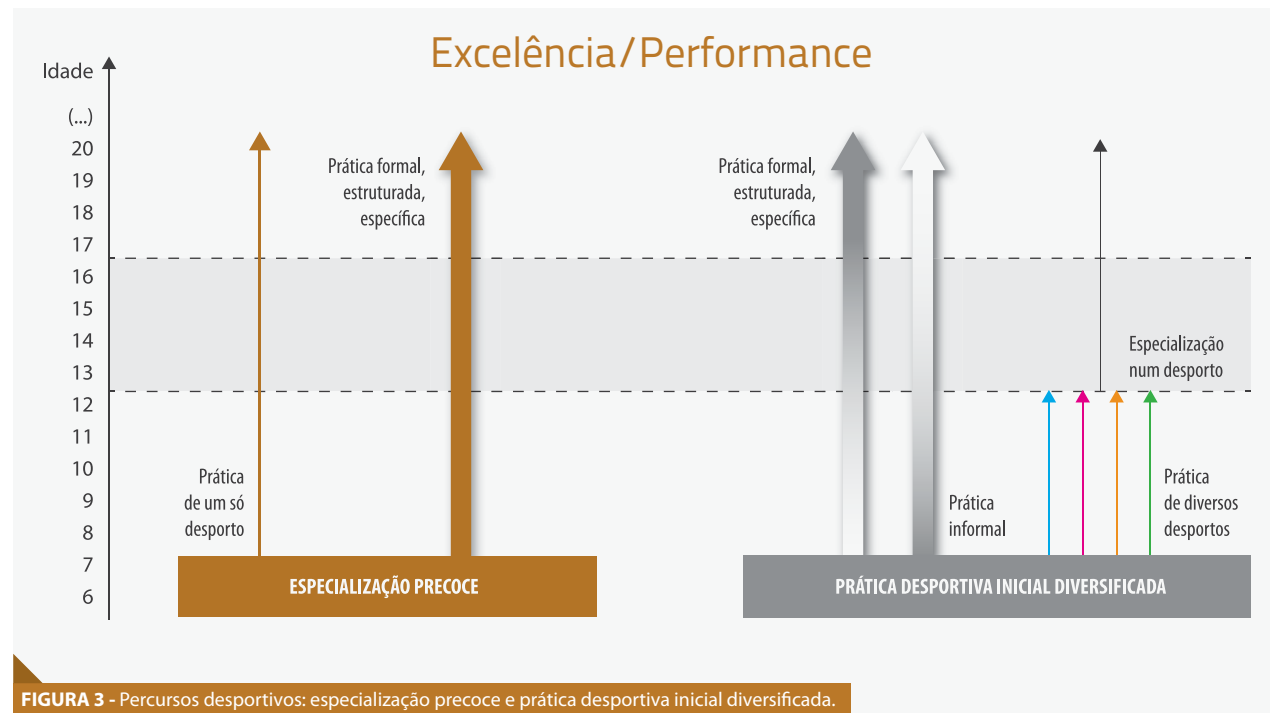 Excelência/Performance
Idade
(...)
20
19
18
17
16
15
14
13
12
11
10
9
8
7
6
Prática formal,
estruturada,
específica
Prática
de um só
desporto
ESPECIALIZAÇÃO PRECOCE
Prática formal,
estruturada,
específica
Prática
informal
Especialização
num desporto
Prática
de diversos
desportos
PRÁTICA DESPORTIVA INICIAL DIVERSIFICADA
FIGURA 3 - Percursos desportivos: especialização precoce e prática desportiva inicial diversificada.